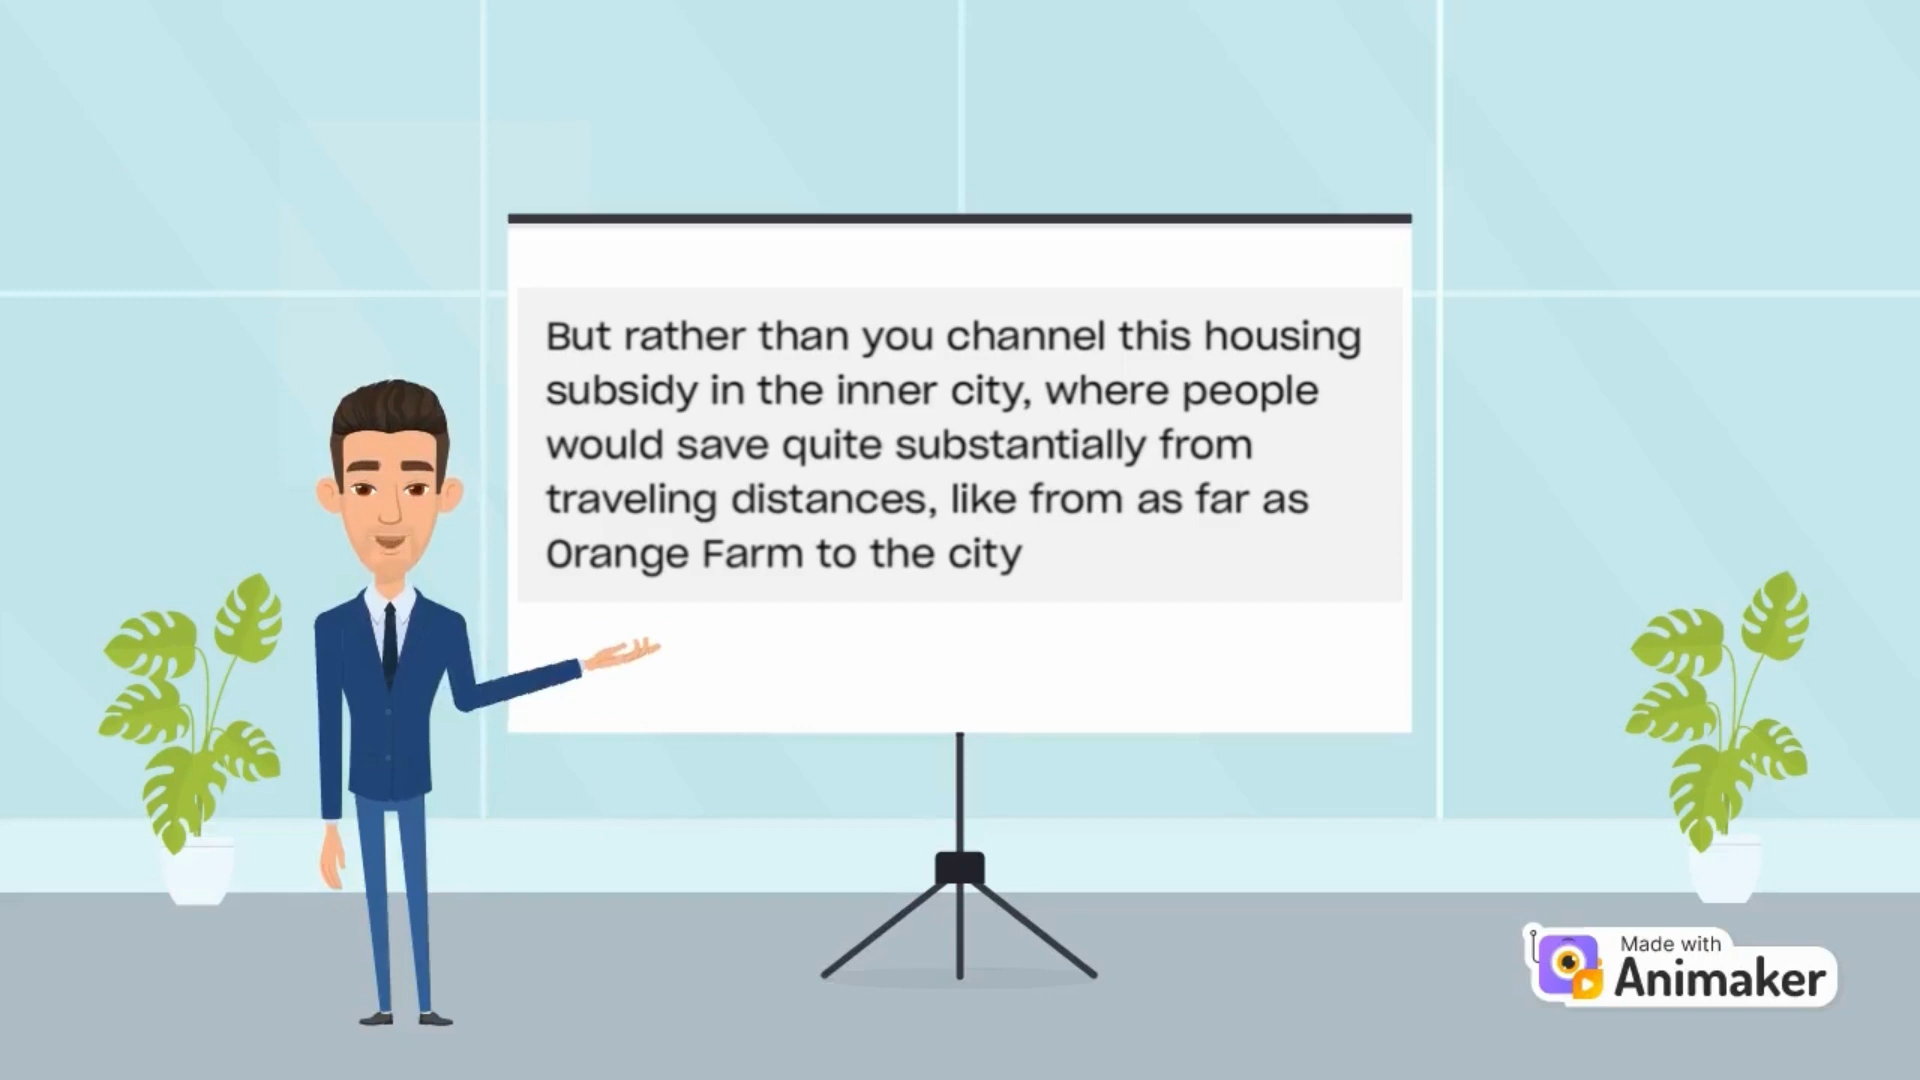 But rather than you channel this housing
subsidy in the inner city, where people
would save quite substantially from
traveling distances, like from as far as
Orange Farm to the city
Made with
Animaker